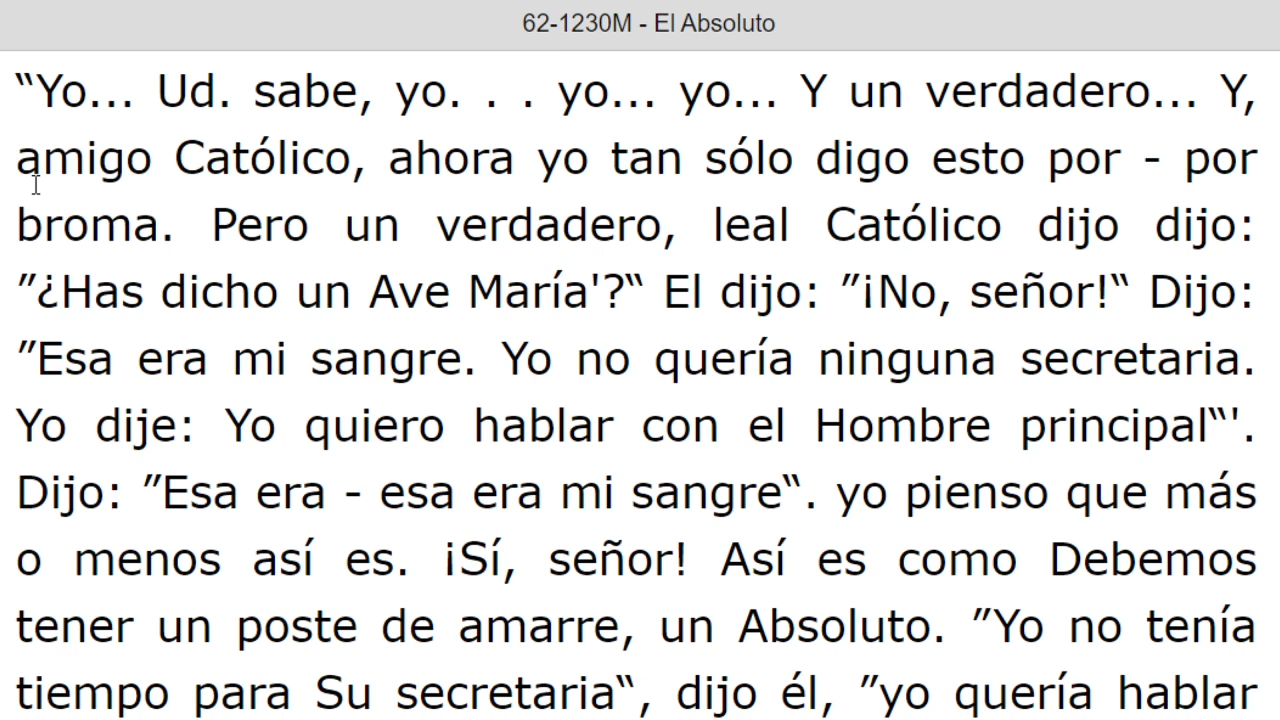 62-1230M - El Absoluto
“Yo... Ud. sabe, yo. . . yo... yo... Y un verdadero... Y,
amigo Católico, ahora yo tan sólo digo esto por - por
broma. Pero un verdadero, leal Católico dijo dijo:
”¿Has dicho un Ave María'?“ El dijo: ”¡No, señor!“ Dijo:
”Esa era mi sangre. Yo no quería ninguna secretaria.
Yo dije: Yo quiero hablar con el Hombre principal“'.
Dijo: ”Esa era - esa era mi sangre“. yo pienso que más
o menos así es. ¡Sí, señor! Así es como Debemos
tener un poste de amarre, un Absoluto. ”Yo no tenía
tiempo para Su secretaria“, dijo él, ”yo quería hablar